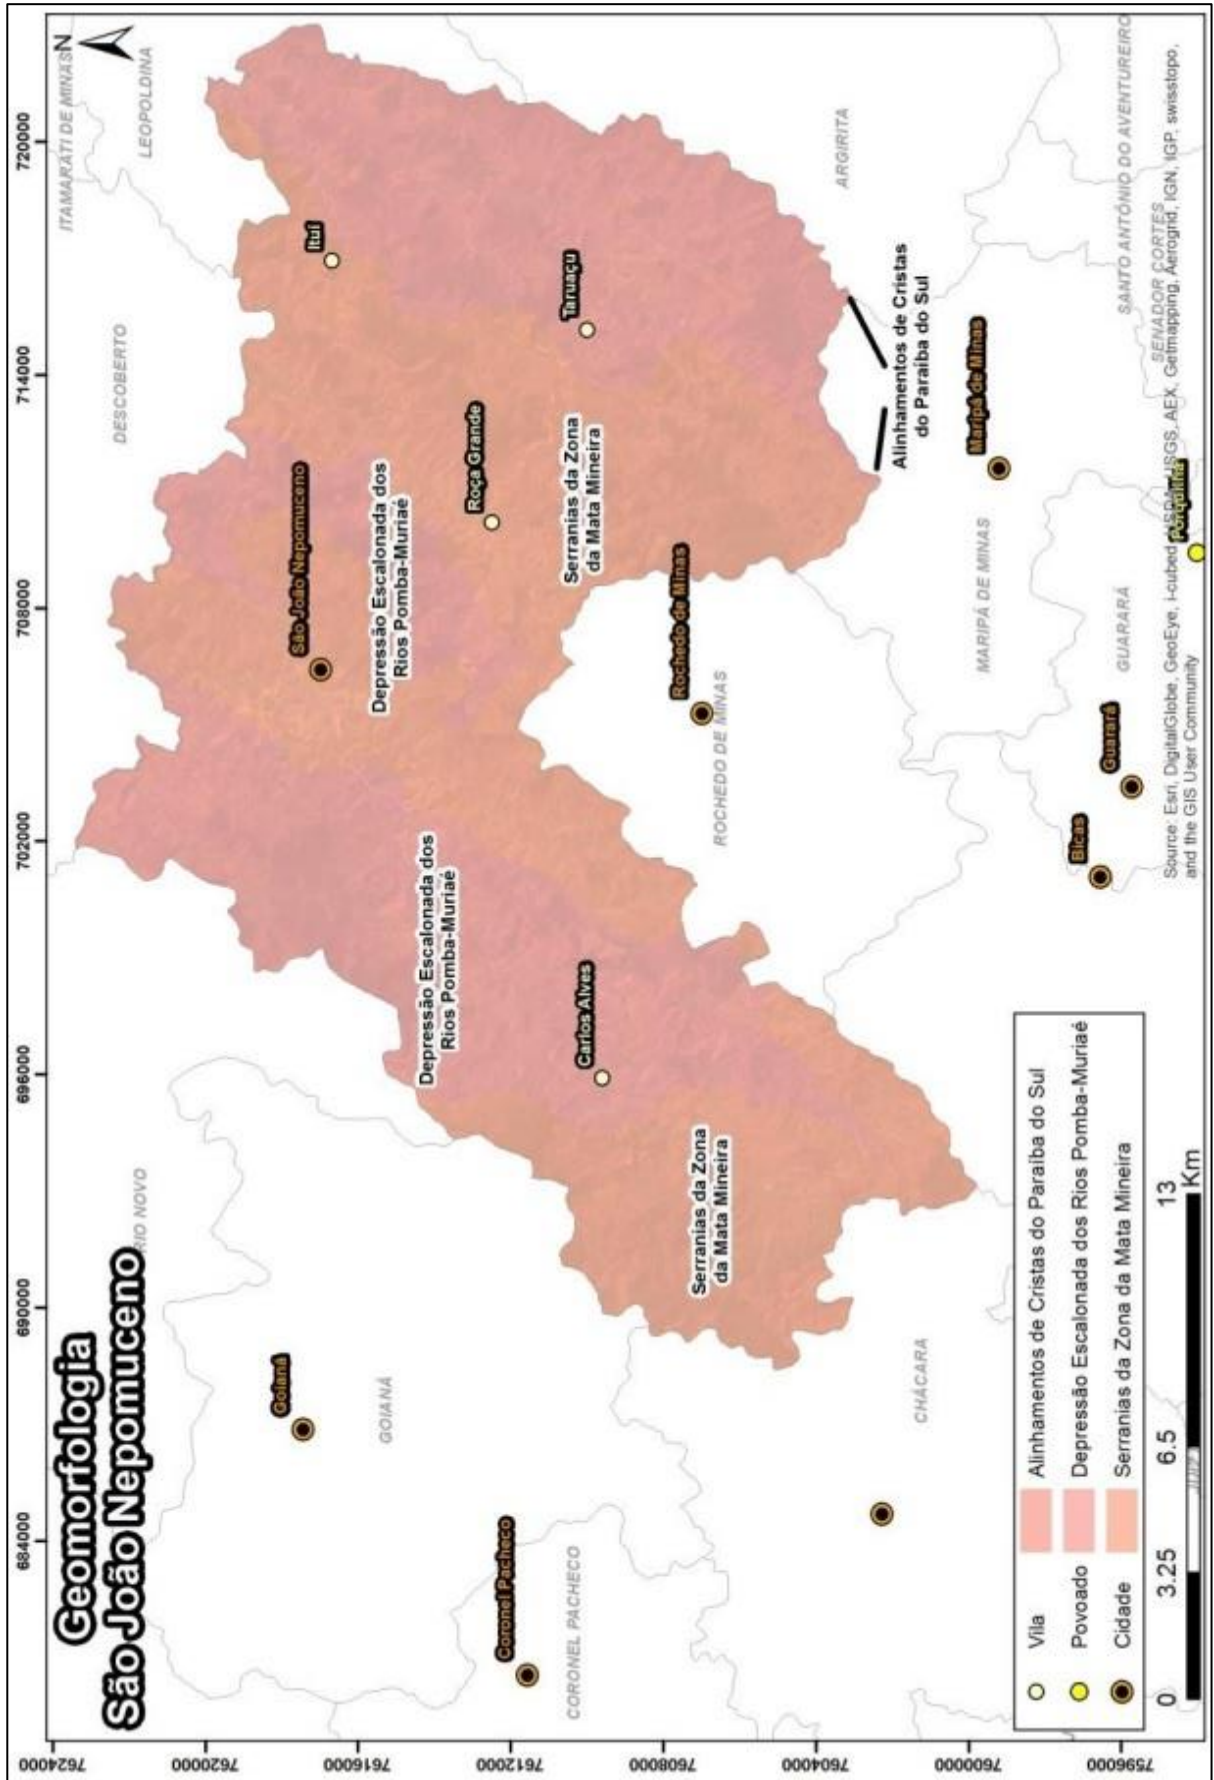 Geomorfologia
São João Nepomuceno
684000
690000
696000
702000
708000
714000
720000
7624000
7620000
7616000
7612000
7608000
7604000
7600000
7596000
N
ITAMARATI DE MINAS
LEOPOLDINA
DESCOBERTO
RIO NOVO
GOIANÁ
Goianá
CORONEL PACHECO
Coronel Pacheco
CHÁCARA
São João Nepomuceno
Ituí
Depressão Escalonada dos
Rios Pomba-Muriaé
Depressão Escalonada dos
Rios Pomba-Muriaé
Roça Grande
Taruaçu
Carlos Alves
Serranias da Zona
da Mata Mineira
Serranias da Zona
da Mata Mineira
Rochedo de Minas
ROCHEDO DE MINAS
ARGIRITA
Alinhamentos de Cristas
do Paraíba do Sul
Maripá de Minas
MARIPÁ DE MINAS
SANTO ANTÔNIO DO AVENTUREIRO
SENADOR CORTES
GUARARÁ
Guarará
Bicas
Porquilha
Vila
Povoado
Cidade
Alinhamentos de Cristas do Paraíba do Sul
Depressão Escalonada dos Rios Pomba-Muriaé
Serranias da Zona da Mata Mineira
0 3.25 6.5 13
Km
Source: Esri, DigitalGlobe, GeoEye, i-cubed, USDA, USGS, AEX, Getmapping, Aerogrid, IGN, IGP, swisstopo,
and the GIS User Community